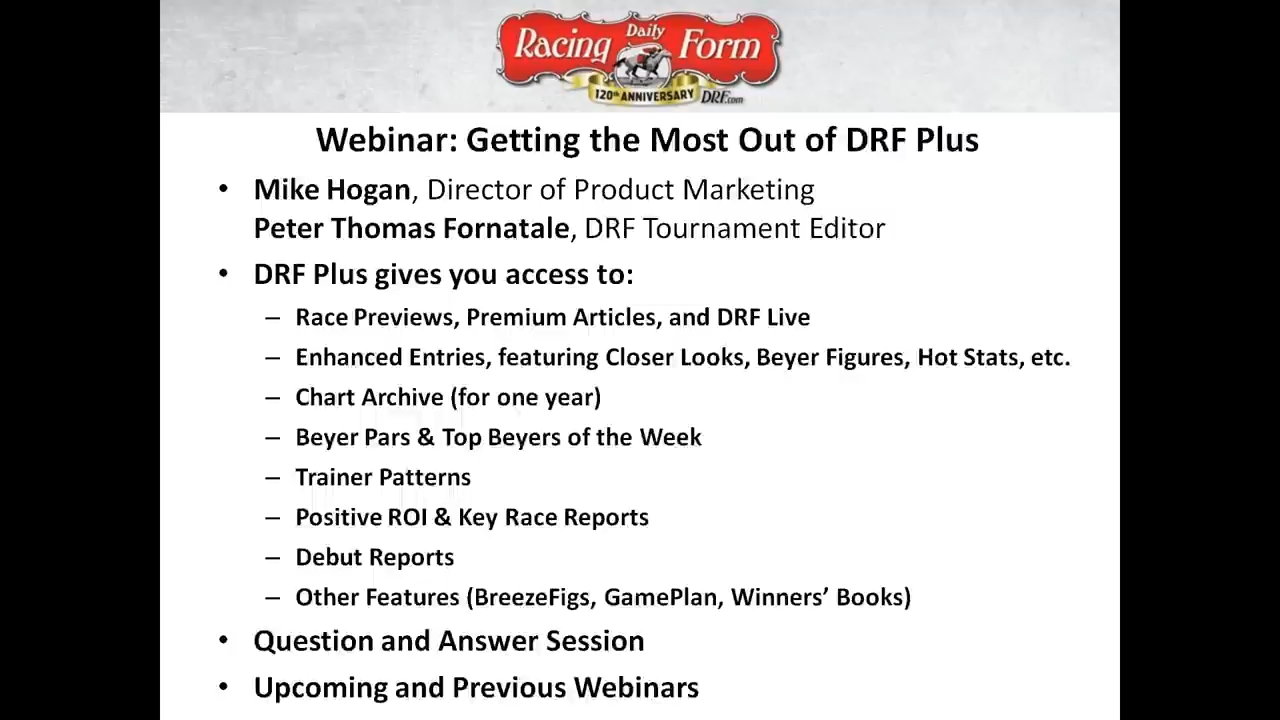 Daily
Racing Form
120th ANNIVERSARY DRF.com
Webinar: Getting the Most Out of DRF Plus
• Mike Hogan, Director of Product Marketing
Peter Thomas Fornatale, DRF Tournament Editor
• DRF Plus gives you access to:
– Race Previews, Premium Articles, and DRF Live
– Enhanced Entries, featuring Closer Looks, Beyer Figures, Hot Stats, etc.
– Chart Archive (for one year)
– Beyer Pars & Top Beyers of the Week
– Trainer Patterns
– Positive ROI & Key Race Reports
– Debut Reports
– Other Features (BreezeFigs, GamePlan, Winners’ Books)
• Question and Answer Session
• Upcoming and Previous Webinars